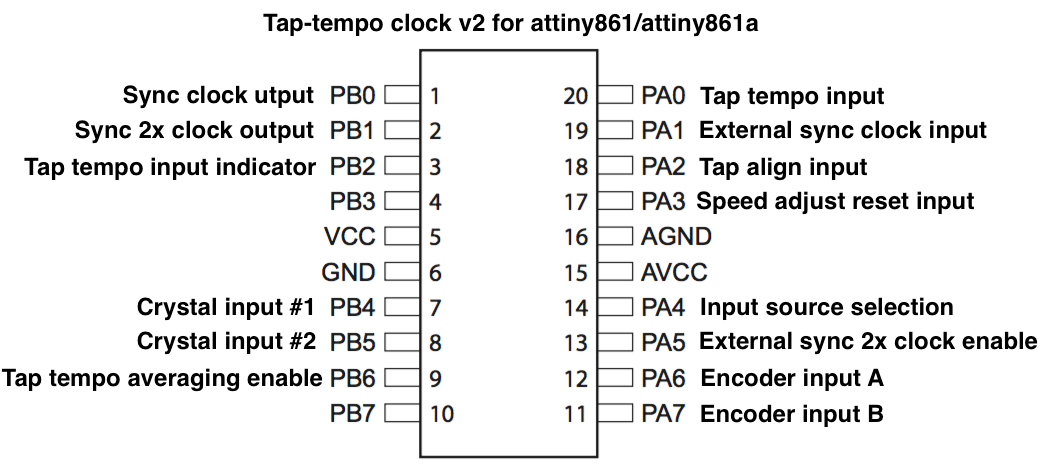 Tap-tempo clock v2 for attiny861/attiny861a
Sync clock utput PB0 1 20 PA0 Tap tempo input
Sync 2x clock output PB1 2 19 PA1 External sync clock input
Tap tempo input indicator PB2 3 18 PA2 Tap align input
PB3 4 17 PA3 Speed adjust reset input
VCC 5 16 AGND
GND 6 15 AVCC
Crystal input #1 PB4 7 14 PA4 Input source selection
Crystal input #2 PB5 8 13 PA5 External sync 2x clock enable
Tap tempo averaging enable PB6 9 12 PA6 Encoder input A
PB7 10 11 PA7 Encoder input B